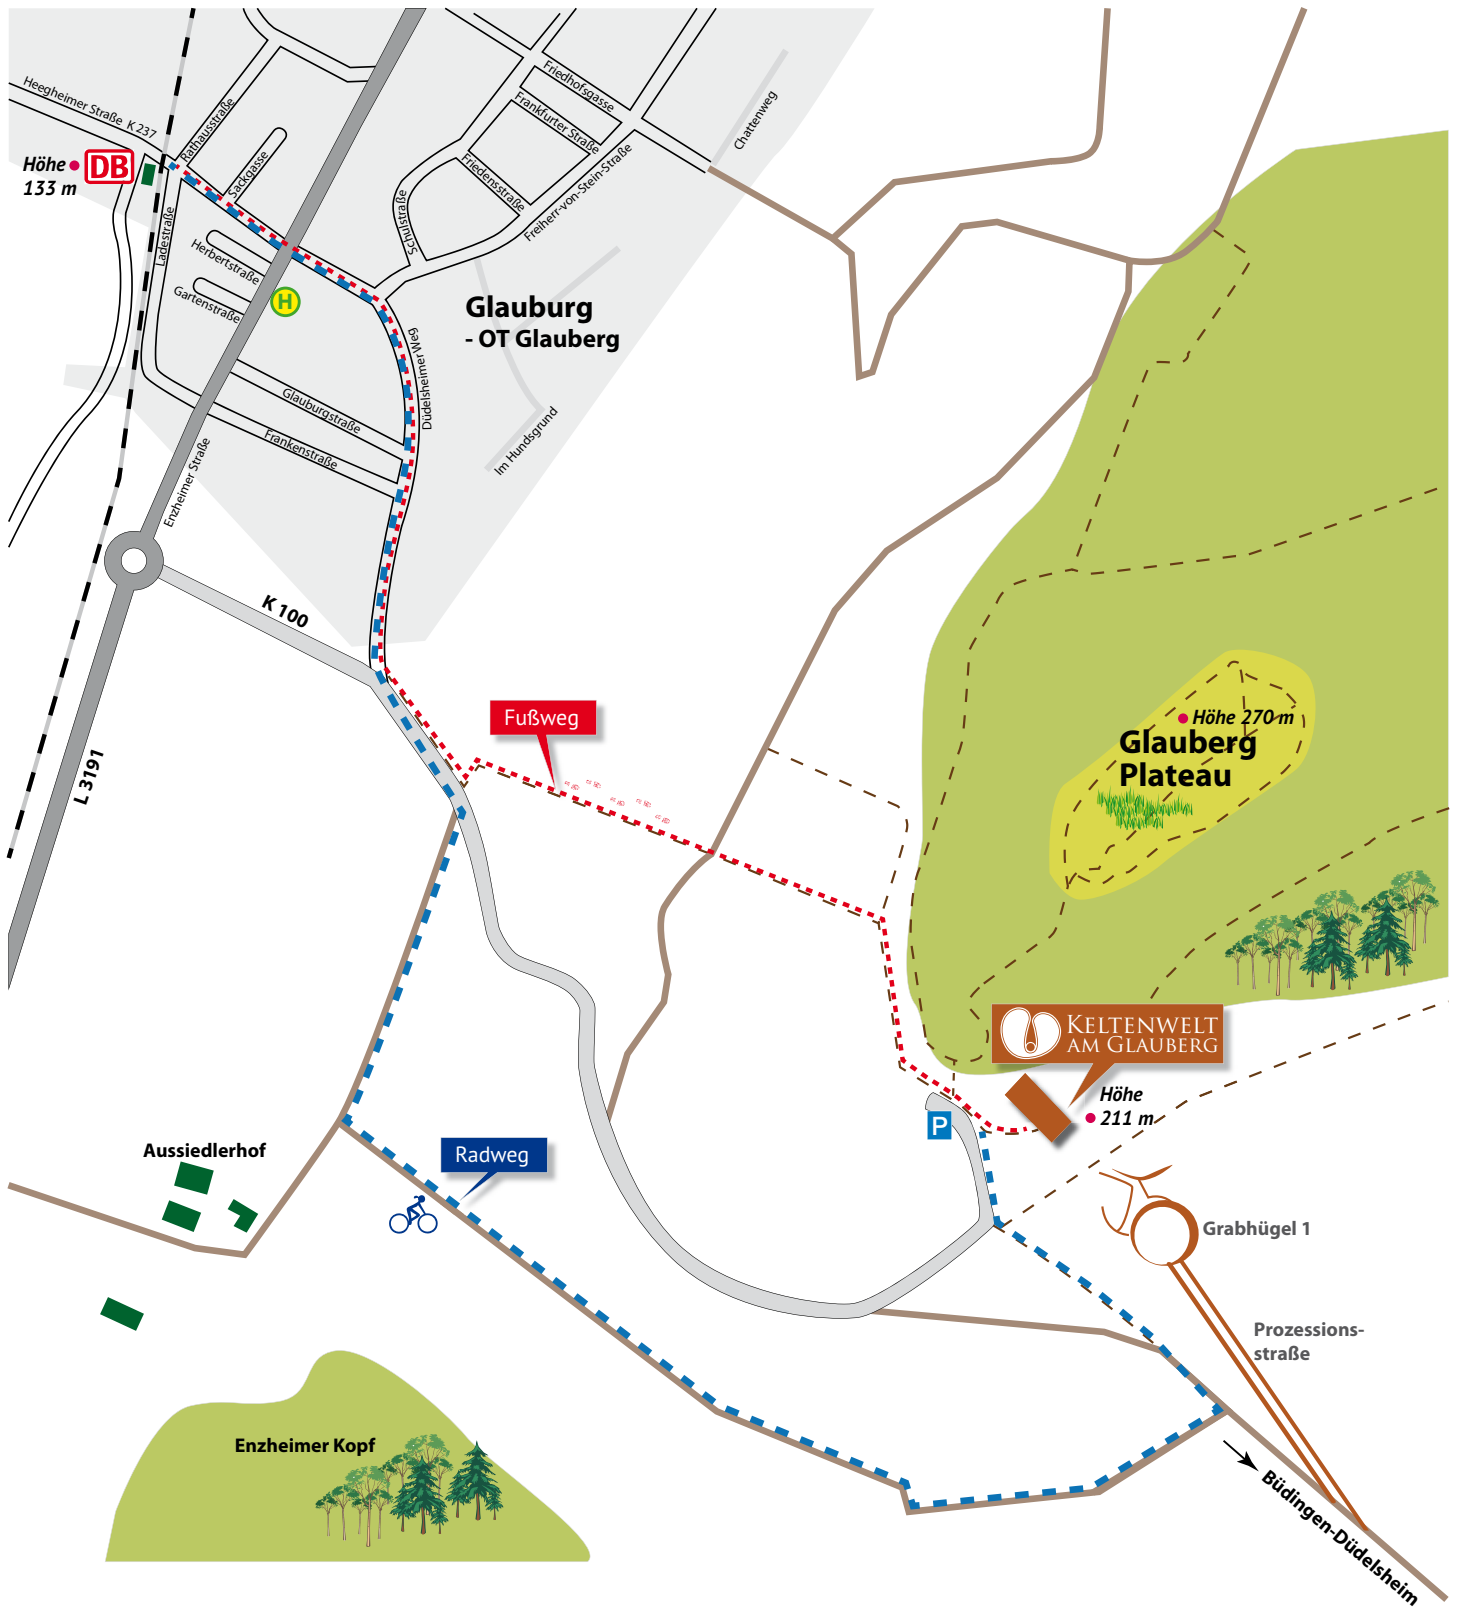 Heegheimer Straße K 237
Rathausstraße
Sackgasse
Friedhofsgasse
Frankfurter Straße
Friedensstraße
Freiherr-von-Stein-Straße
Chattenweg
Schulstraße
Höhe
133 m
DB
Ladestraße
Herbertstraße
Gartenstraße
H
Glauburg
- OT Glauberg
Düdelsheimer Weg
Glauburgstraße
Frankenstraße
Im Hundsgrund
Enzheimer Straße
K 100
L 3191
Fußweg
Höhe 270 m
Glauberg
Plateau
KELTENWELT
AM GLAUBERG
Höhe
211 m
P
Aussiedlerhof
Radweg
Grabhügel 1
Prozessions-
straße
Enzheimer Kopf
Büdingen-Düdelsheim